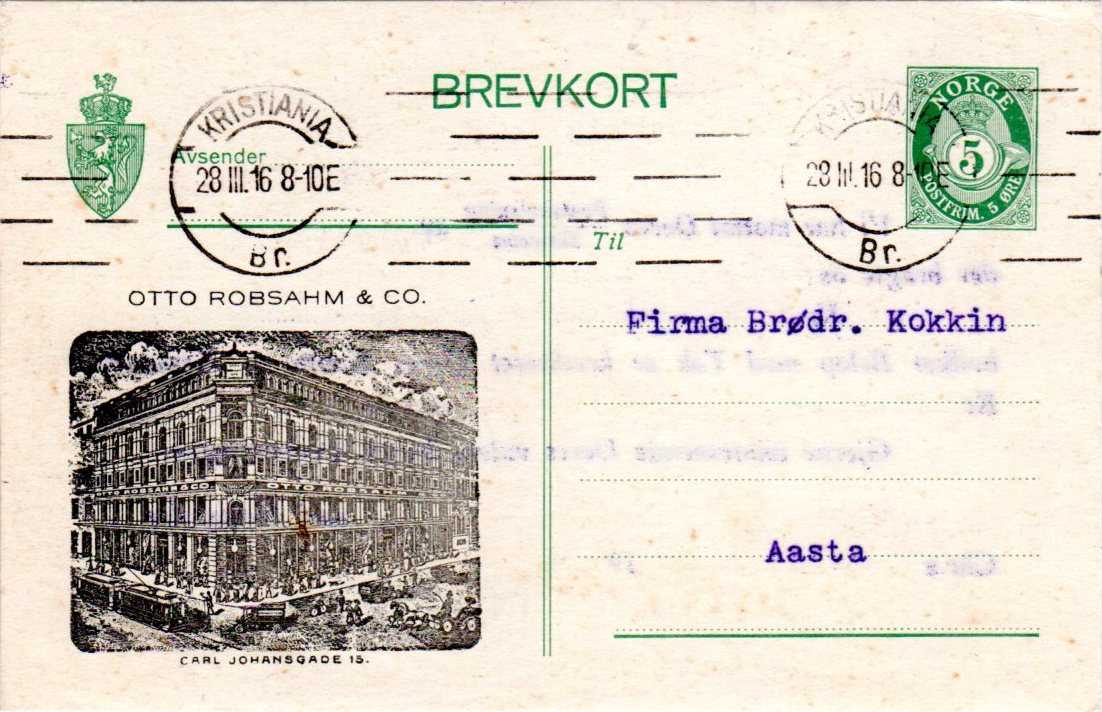 BREVKORT
KRISTIANIA
28 III.16 8-10E
Br.
Avsender
KRISTIANIA
28 III.16 8-10E
Br.
NORGE
5
POSTFRIM. 5 ØRE
Til
OTTO ROBSAHM & CO.
OTTO ROBSAHM & CO.
CARL JOHANSGADE 15.
Firma Brødr. Kokkin
Aasta